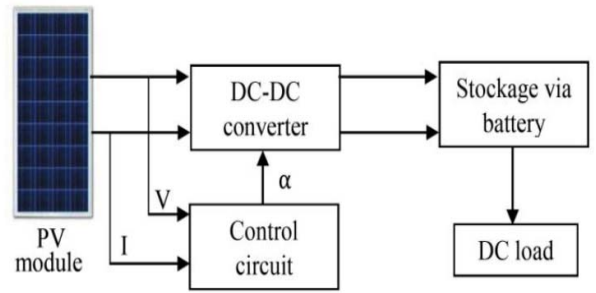 DC-DC
converter
Stockage via
battery
α
V
I
PV
module
Control
circuit
DC load